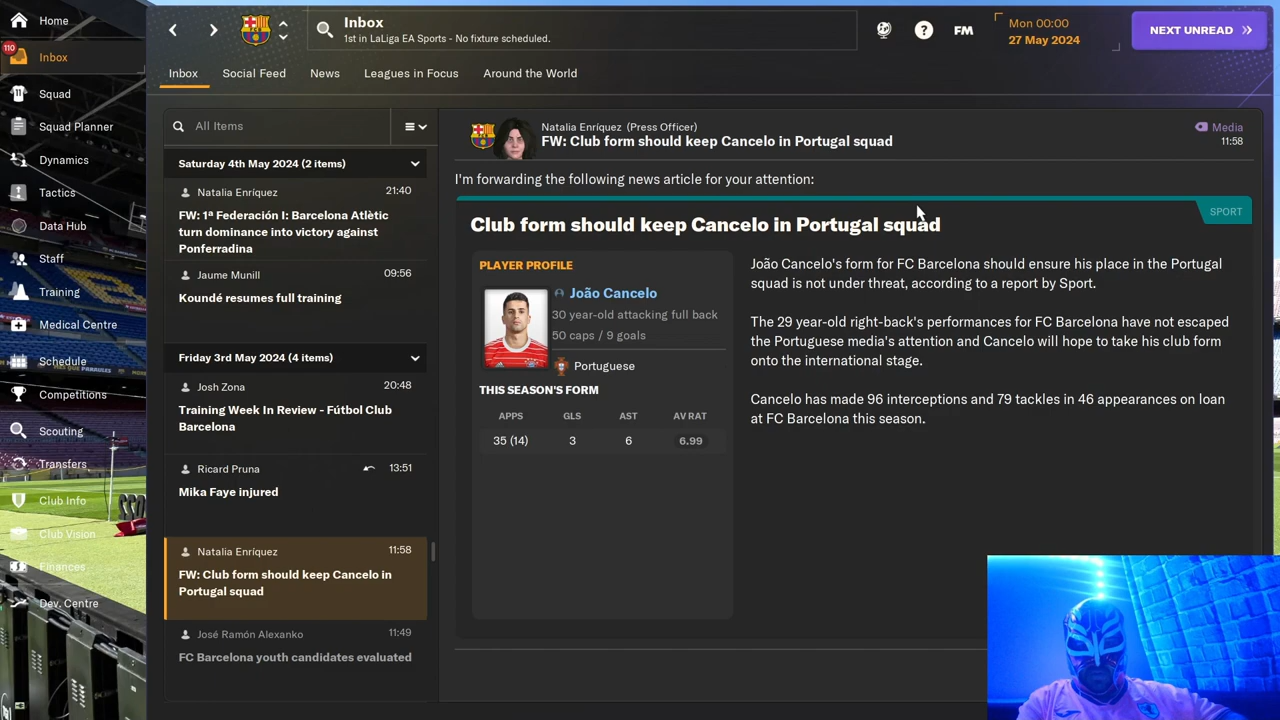 Home
110
Inbox
Squad
Squad Planner
Dynamics
Tactics
Data Hub
Staff
Training
Medical Centre
Schedule
Competitions
Scouting
Transfers
Club Info
Club Vision
Finances
Dev. Centre
Inbox
1st in LaLiga EA Sports - No fixture scheduled.
FM
Mon 00:00
27 May 2024
NEXT UNREAD
Inbox
Social Feed
News
Leagues in Focus
Around the World
All Items
Saturday 4th May 2024 (2 items)
Natalia Enríquez 21:40
FW: 1ª Federación I: Barcelona Atlètic
turn dominance into victory against
Ponferradina
Jaume Munill 09:56
Koundé resumes full training
Friday 3rd May 2024 (4 items)
Josh Zona 20:48
Training Week In Review - Fútbol Club
Barcelona
Ricard Pruna 13:51
Mika Faye injured
Natalia Enríquez 11:58
FW: Club form should keep Cancelo in
Portugal squad
José Ramón Alexanko 11:49
FC Barcelona youth candidates evaluated
Natalia Enríquez (Press Officer)
FW: Club form should keep Cancelo in Portugal squad
Media
11:58
I'm forwarding the following news article for your attention:
SPORT
Club form should keep Cancelo in Portugal squad
PLAYER PROFILE
João Cancelo
30 year-old attacking full back
50 caps / 9 goals
Portuguese
THIS SEASON'S FORM
APPS GLS AST AV RAT
35 (14) 3 6 6.99
João Cancelo's form for FC Barcelona should ensure his place in the Portugal
squad is not under threat, according to a report by Sport.
The 29 year-old right-back's performances for FC Barcelona have not escaped
the Portuguese media's attention and Cancelo will hope to take his club form
onto the international stage.
Cancelo has made 96 interceptions and 79 tackles in 46 appearances on loan
at FC Barcelona this season.